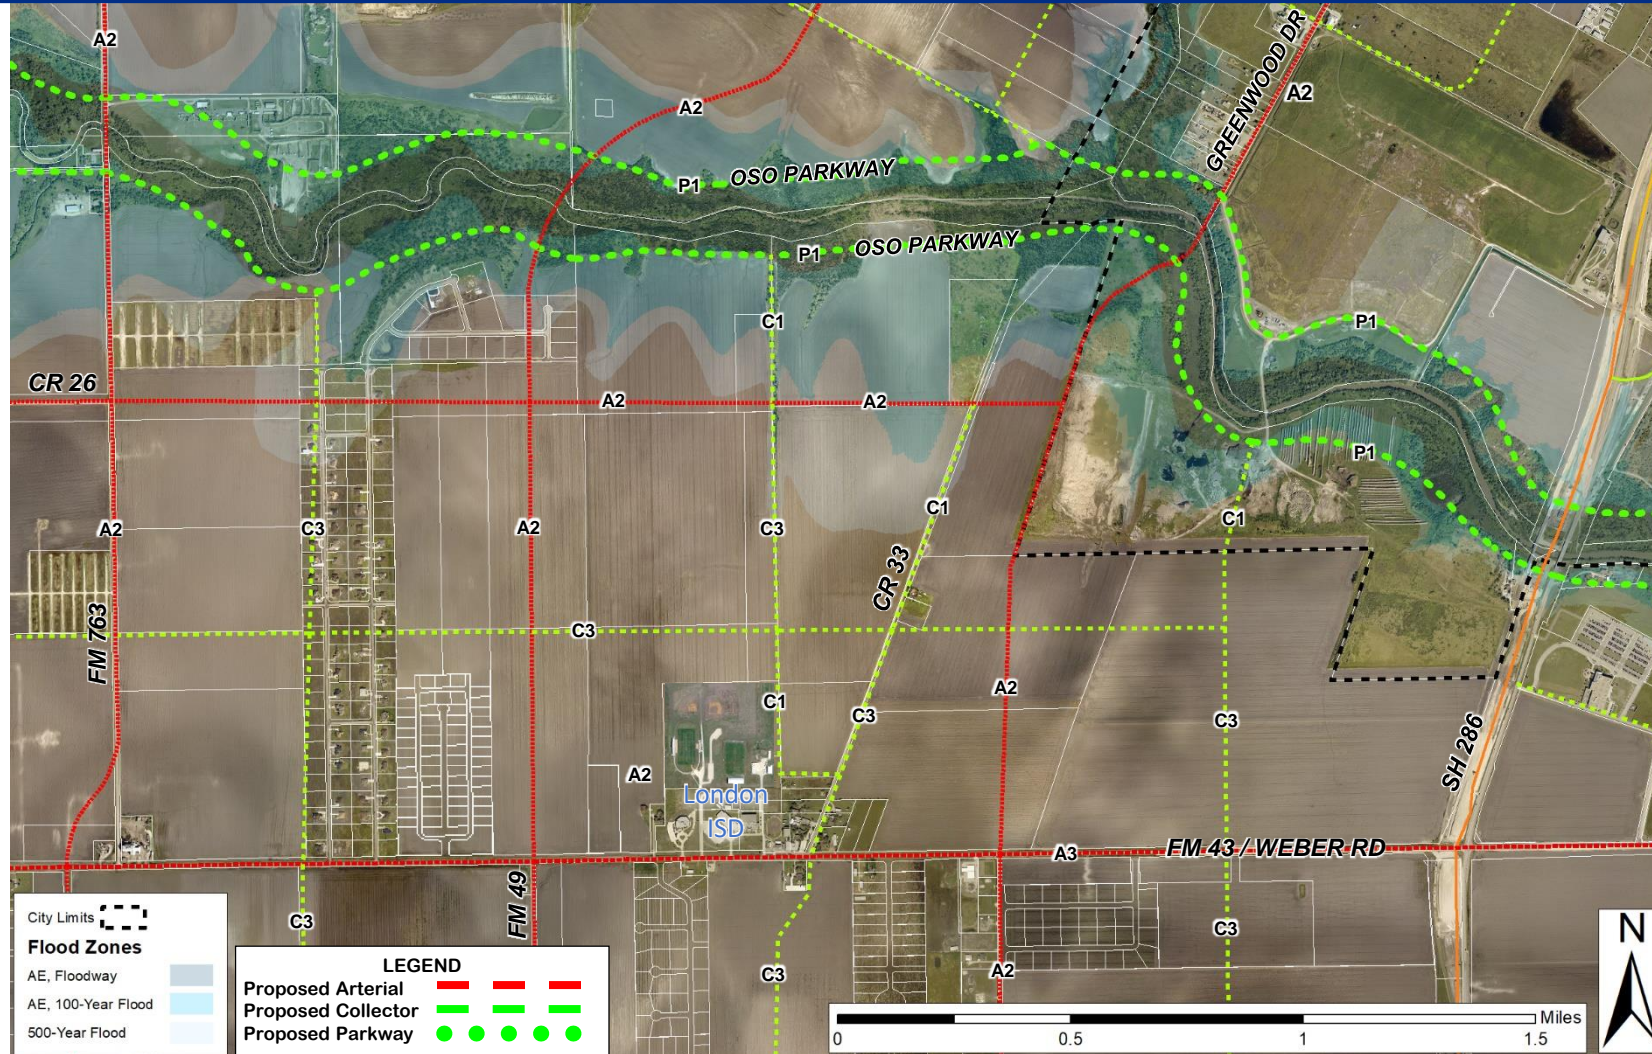 A2
GREENWOOD DR
A2
A2
OSO PARKWAY
P1
OSO PARKWAY
P1
C1
P1
CR 26
A2
A2
P1
C1
C1
A2
C3
A2
C3
CR 33
FM 763
C3
A2
C1
C3
C3
SH 286
A2
London
ISD
A3
FM 43 / WEBER RD
FM 49
C3
C3
C3
A2
City Limits
Flood Zones
AE, Floodway
AE, 100-Year Flood
500-Year Flood
LEGEND
Proposed Arterial
Proposed Collector
Proposed Parkway
Miles
0 0.5 1 1.5
N